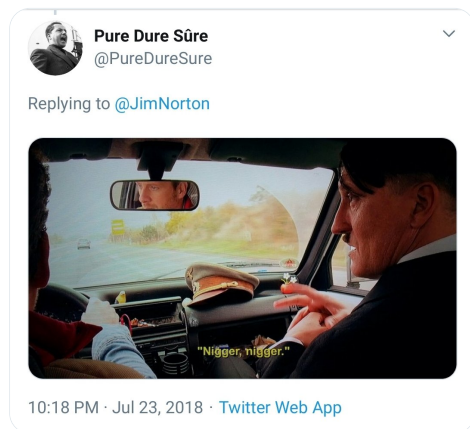 Pure Dure Sûre
@PureDureSure
Replying to @JimNorton
"Nigger, nigger."
10:18 PM · Jul 23, 2018 · Twitter Web App